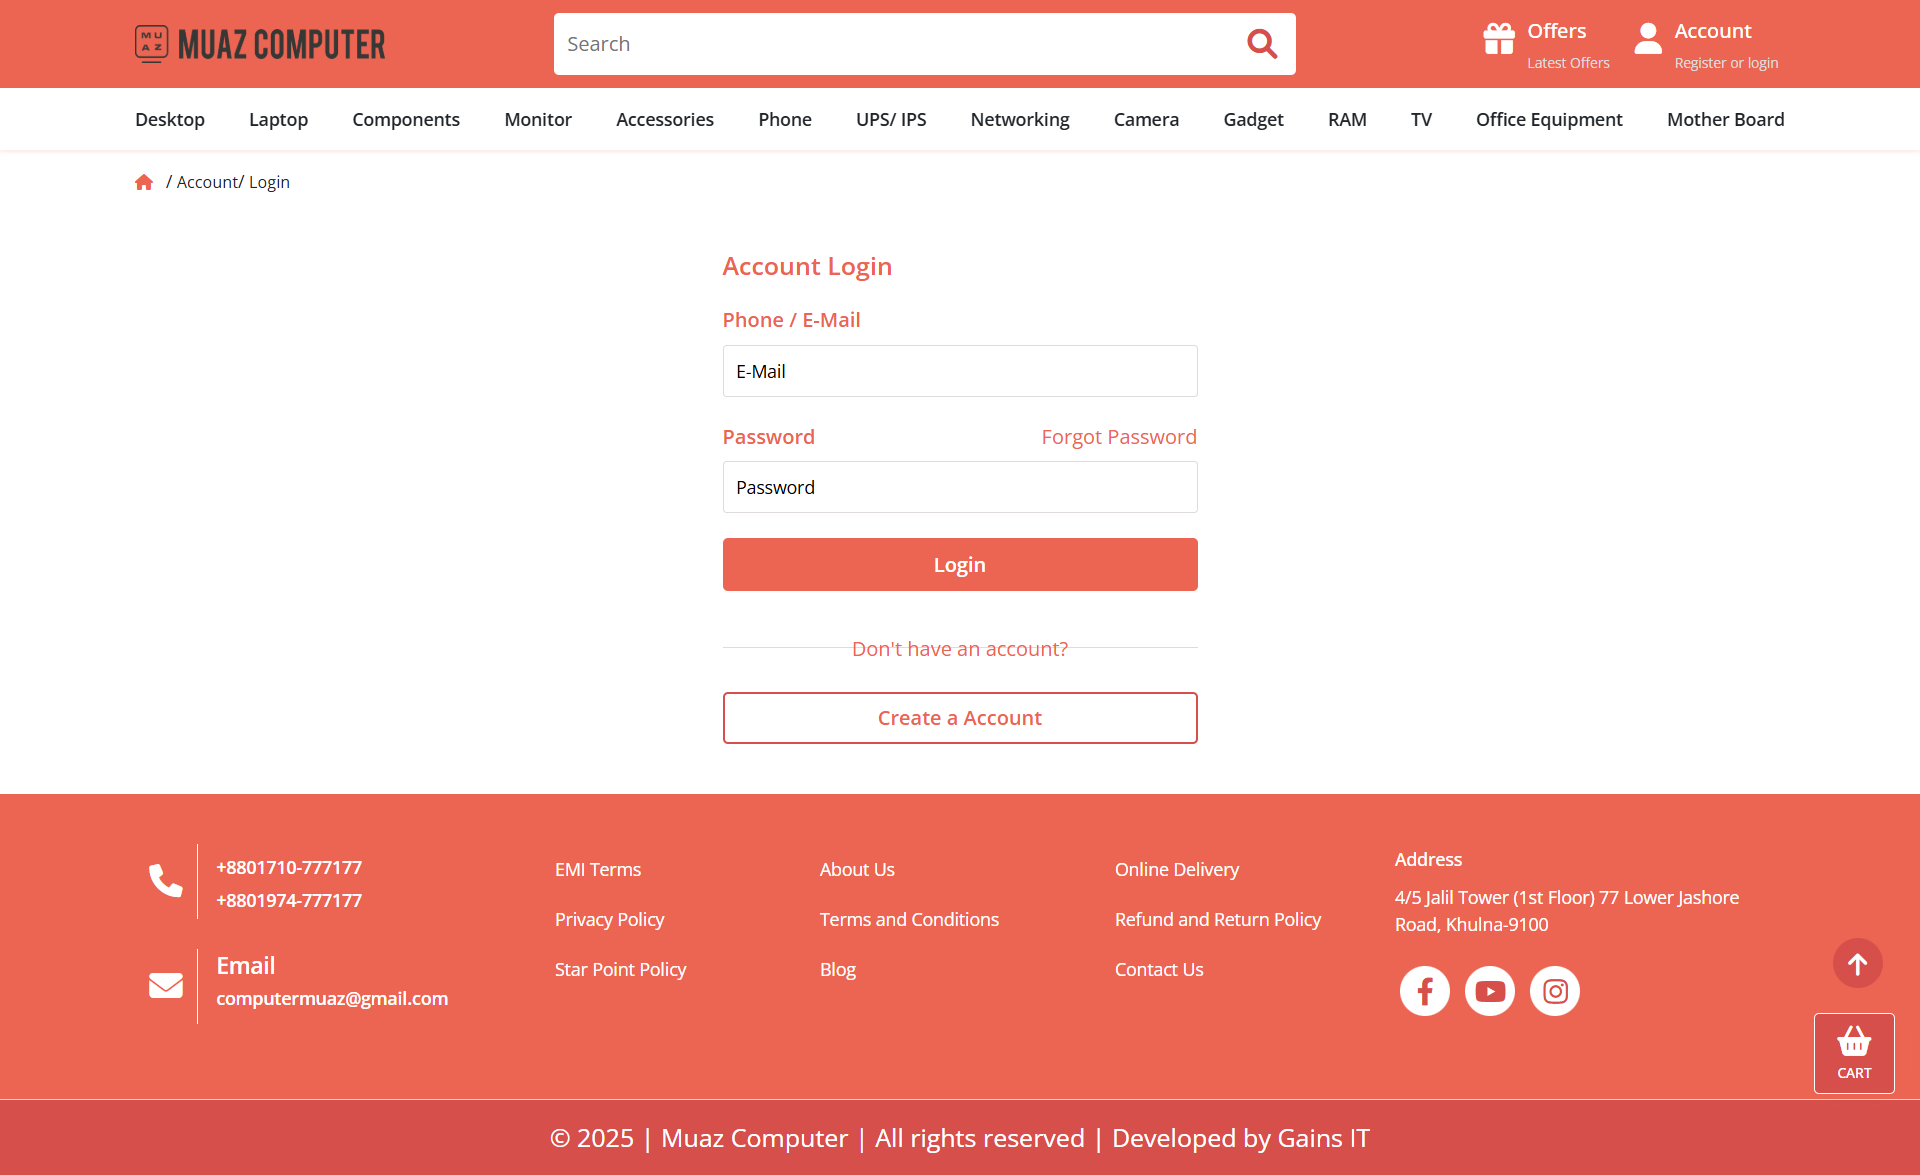 MU
AZ
MUAZ COMPUTER
Search
Offers
Latest Offers
Account
Register or login
Desktop Laptop Components Monitor Accessories Phone UPS/ IPS Networking Camera Gadget RAM TV Office Equipment Mother Board
/ Account/ Login
Account Login
Phone / E-Mail
E-Mail
Password Forgot Password
Password
Login
Don't have an account?
Create a Account
+8801710-777177
+8801974-777177
Email
computermuaz@gmail.com
EMI Terms
Privacy Policy
Star Point Policy
About Us
Terms and Conditions
Blog
Online Delivery
Refund and Return Policy
Contact Us
Address
4/5 Jalil Tower (1st Floor) 77 Lower Jashore
Road, Khulna-9100
CART
© 2025 | Muaz Computer | All rights reserved | Developed by Gains IT